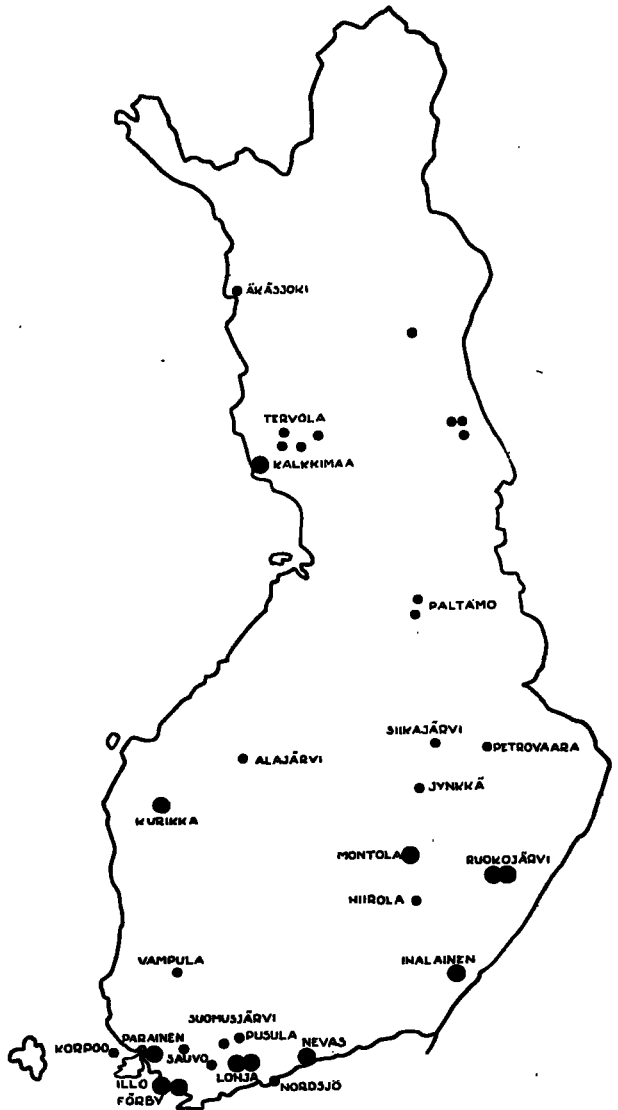 ÄKÄSJOKI
TERVOLA
KALKKIMAA
PALTAMO
SIIKAJÄRVI
PETROVAARA
ALAJÄRVI
JYNKKÄ
KURIKKA
MONTOLA
RUOKOJÄRVI
NIIROLA
VAMPULA
IHALAINEN
SUOMUSJÄRVI
PUSULA
KORPOO
PARAINEN
NEVAS
SAUVO
LOHJA
ILLO
NORDSJÖ
FÖRBY